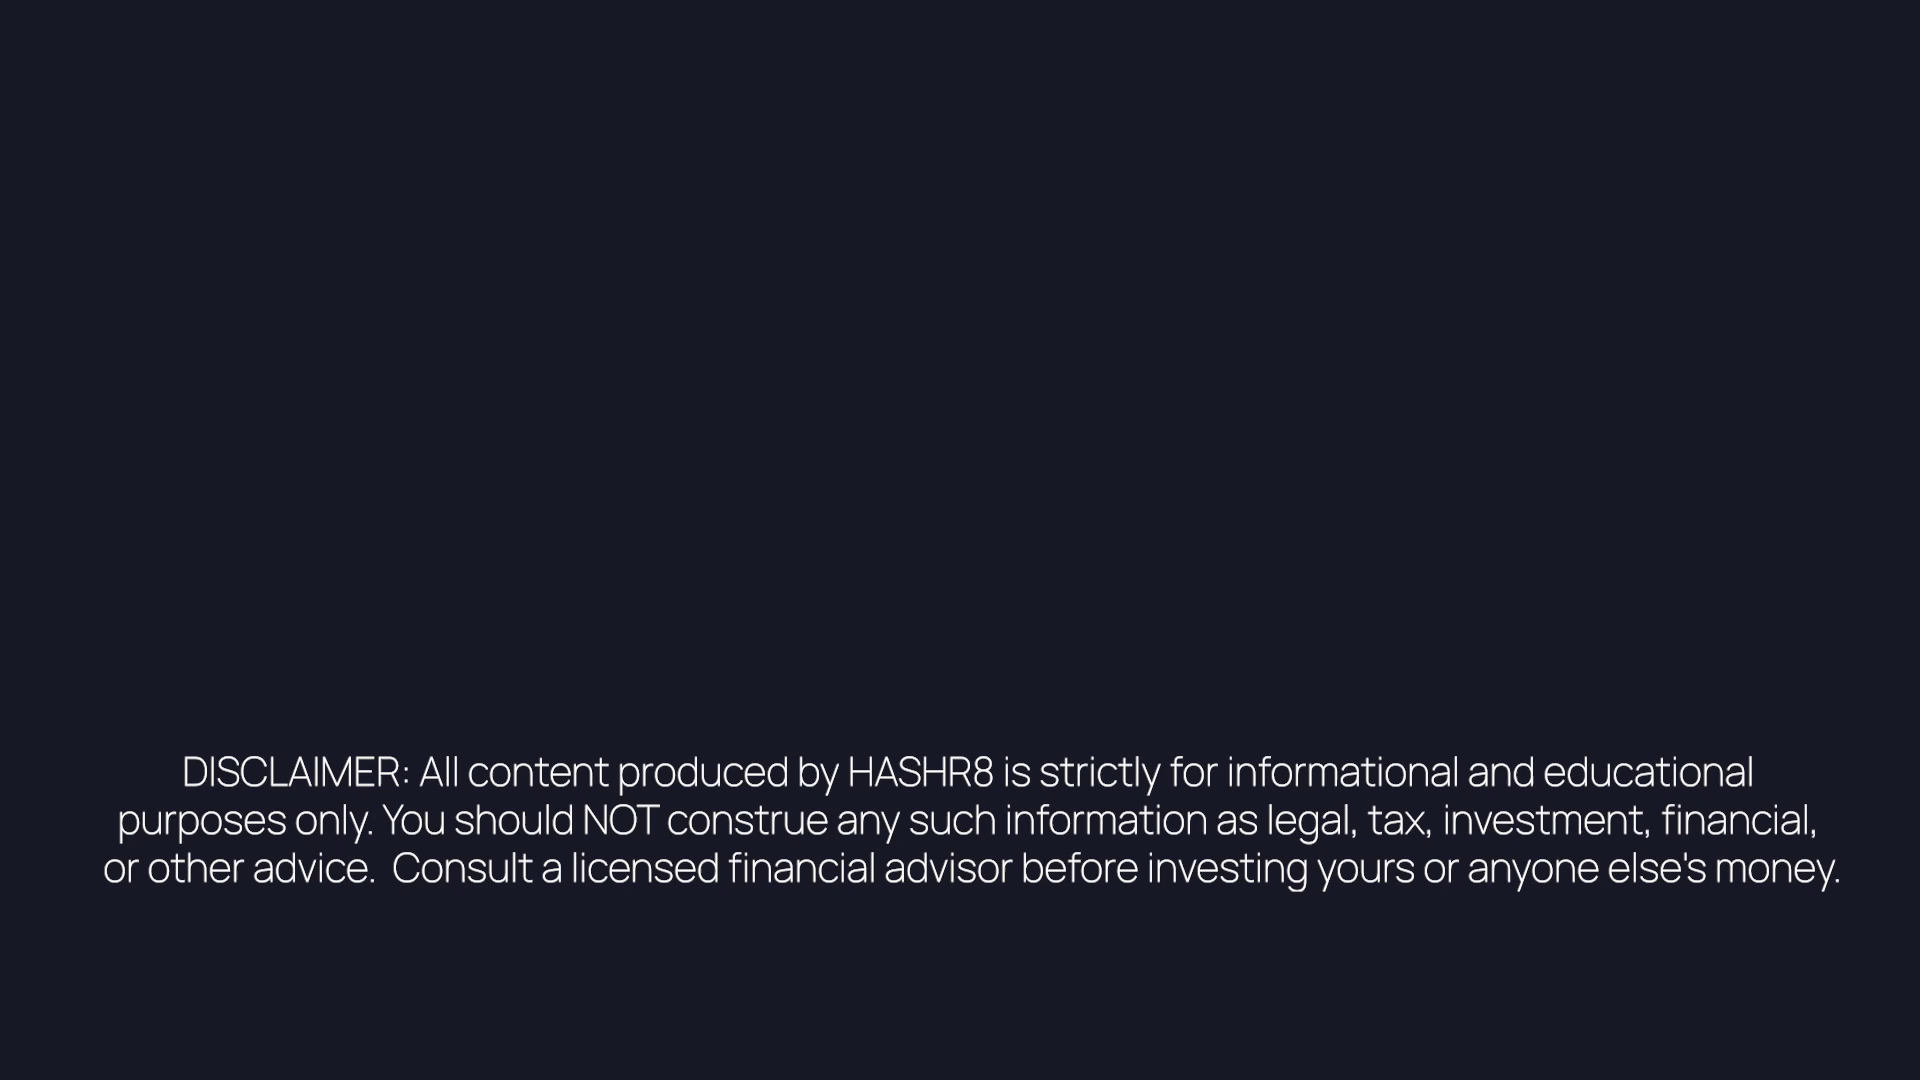 DISCLAIMER: All content produced by HASHR8 is strictly for informational and educational
purposes only. You should NOT construe any such information as legal, tax, investment, financial,
or other advice.  Consult a licensed financial advisor before investing yours or anyone else's money.